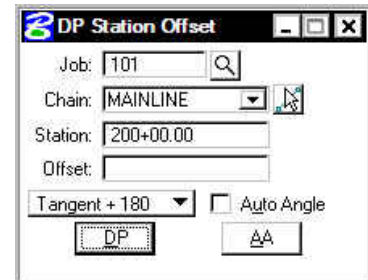 DP Station Offset
Job: 101
Chain: MAINLINE
Station: 200+00.00
Offset:
Tangent + 180 Auto Angle
DP AA